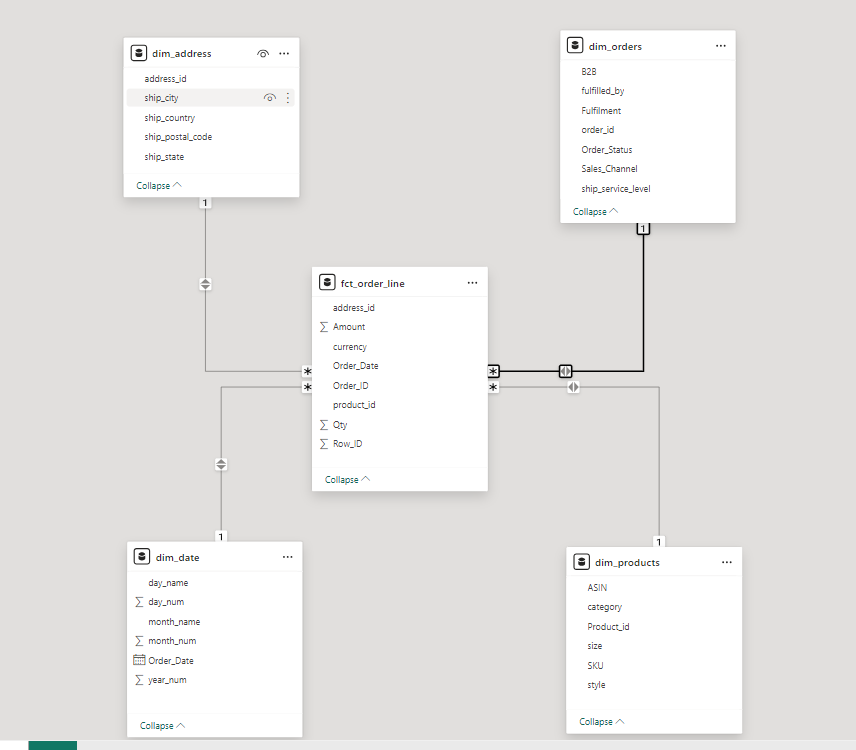 dim_address
address_id
ship_city
ship_country
ship_postal_code
ship_state
Collapse
1
dim_orders
B2B
fulfilled_by
Fulfilment
order_id
Order_Status
Sales_Channel
ship_service_level
Collapse
1
fct_order_line
address_id
Σ Amount
currency
Order_Date
Order_ID
product_id
Σ Qty
Σ Row_ID
Collapse
*
*
*
*
1
dim_date
day_name
Σ day_num
month_name
Σ month_num
Order_Date
Σ year_num
Collapse
1
dim_products
ASIN
category
Product_id
size
SKU
style
Collapse